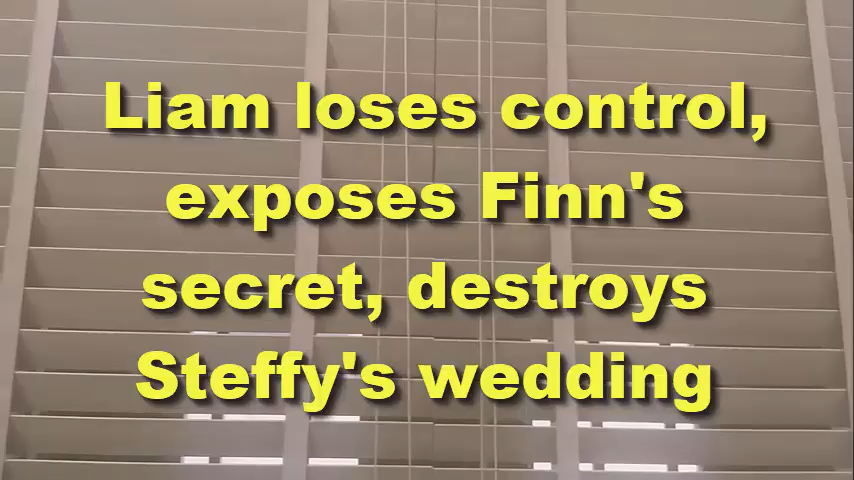 Liam loses control,
exposes Finn's
secret, destroys
Steffy's wedding